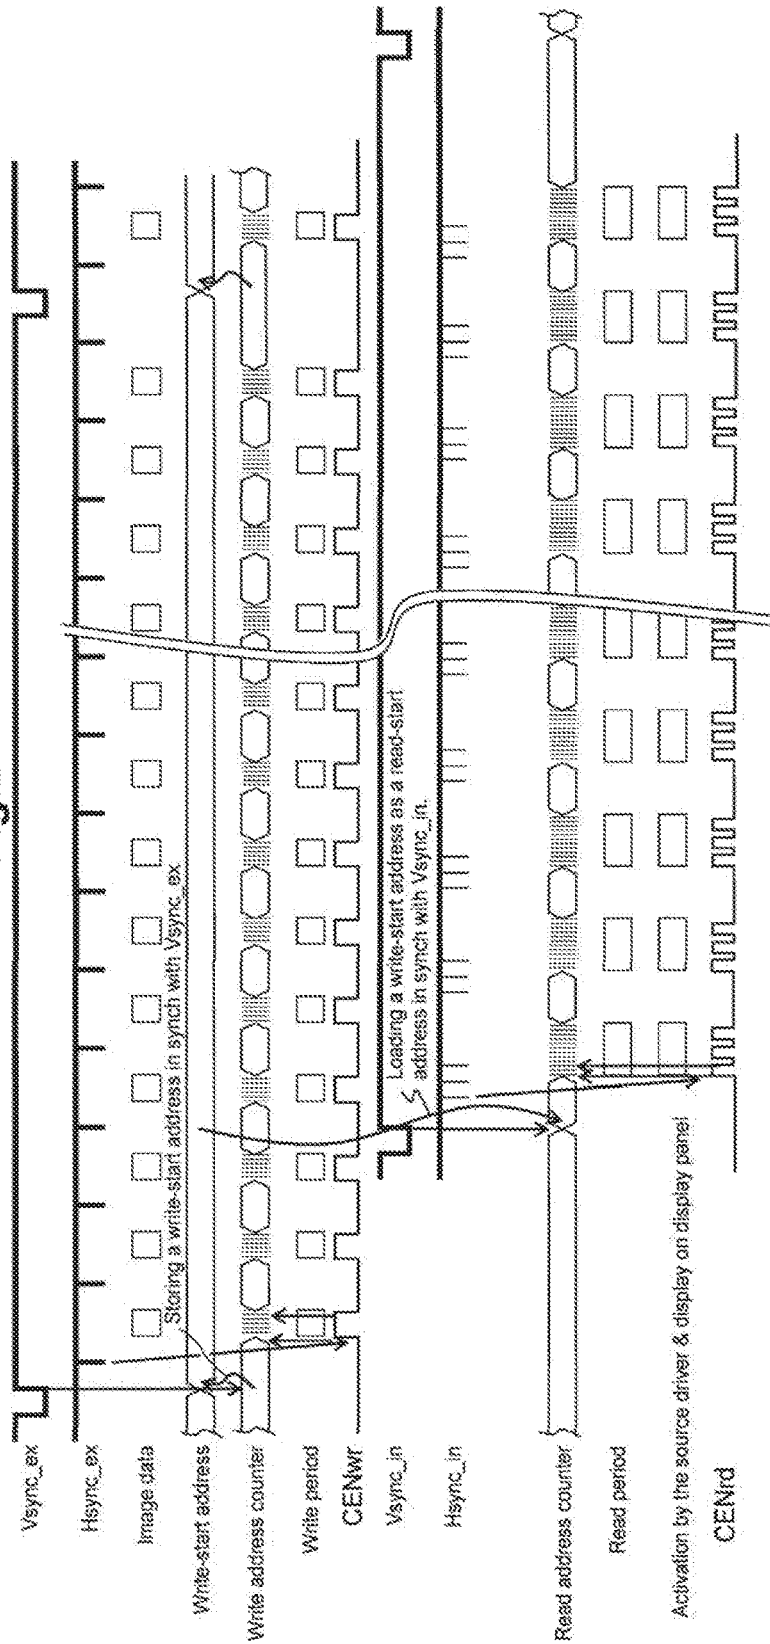 Vsync_ex
Hsync_ex
Image data
Storing a write-start address in synch with Vsync_ex
Write-start address
Write address counter
Write period
CENwr
Vsync_in
Loading a write-start address as a read-start
address in synch with Vsync_in.
Hsync_in
Read address counter
Read period
Activation by the source driver & display on display panel
CENrd